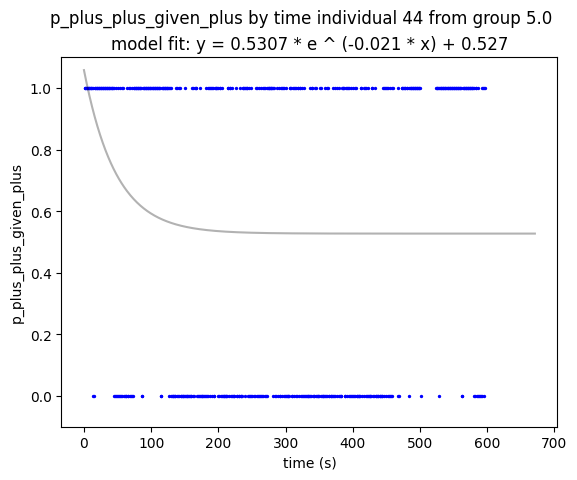 p_plus_plus_given_plus by time individual 44 from group 5.0
model fit: y = 0.5307 * e ^ (-0.021 * x) + 0.527
1.0
0.8
0.6
0.4
0.2
0.0
p_plus_plus_given_plus
0 100 200 300 400 500 600 700
time (s)